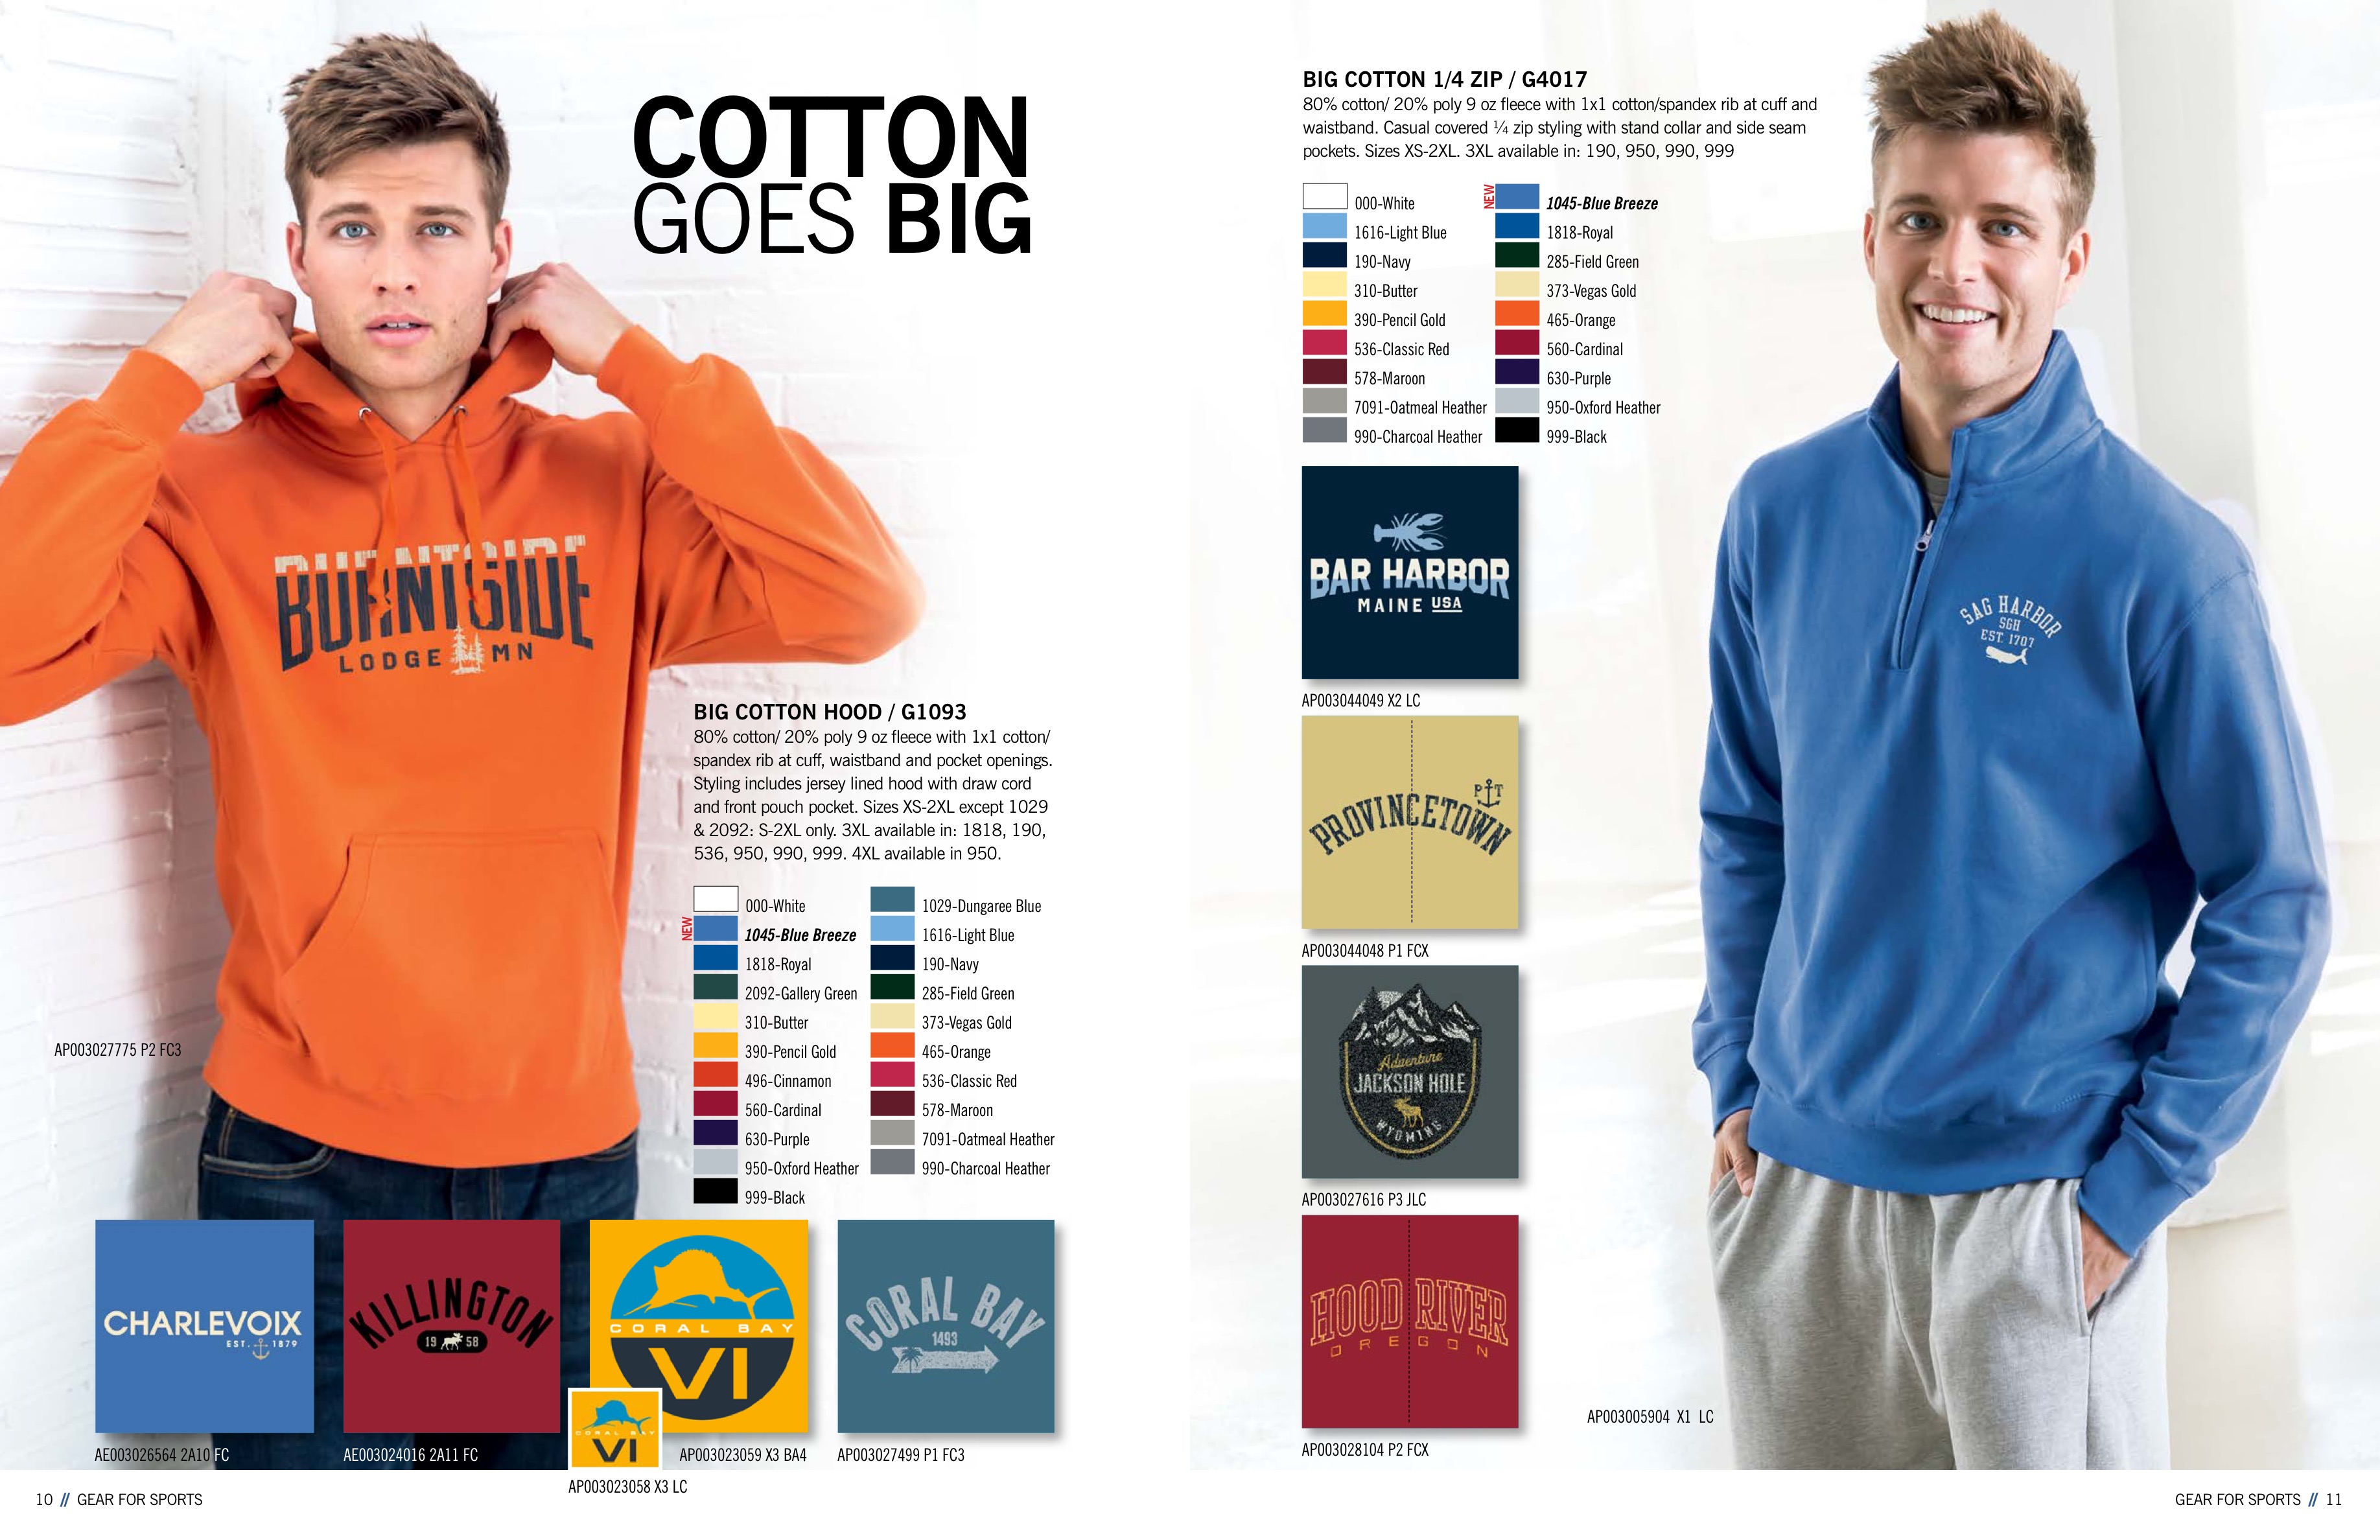 COTTON
GOES BIG
BURNTSIDE
LODGE MN
BIG COTTON HOOD / G1093
80% cotton/ 20% poly 9 oz fleece with 1x1 cotton/
spandex rib at cuff, waistband and pocket openings.
Styling includes jersey lined hood with draw cord
and front pouch pocket. Sizes XS-2XL except 1029
& 2092: S-2XL only. 3XL available in: 1818, 190,
536, 950, 990, 999. 4XL available in 950.
000-White
1029-Dungaree Blue
NEW
1045-Blue Breeze
1616-Light Blue
1818-Royal
190-Navy
2092-Gallery Green
285-Field Green
310-Butter
373-Vegas Gold
390-Pencil Gold
465-Orange
496-Cinnamon
536-Classic Red
560-Cardinal
578-Maroon
630-Purple
7091-Oatmeal Heather
950-Oxford Heather
990-Charcoal Heather
999-Black
AP003027775 P2 FC3
CHARLEVOIX
EST. 1879
AE003026564 2A10 FC
KILLINGTON
19 58
AE003024016 2A11 FC
CORAL BAY
VI
AP003023059 X3 BA4
CORAL BAY
VI
AP003023058 X3 LC
CORAL BAY
1493
AP003027499 P1 FC3
10 // GEAR FOR SPORTS
BIG COTTON 1/4 ZIP / G4017
80% cotton/ 20% poly 9 oz fleece with 1x1 cotton/spandex rib at cuff and
waistband. Casual covered ¼ zip styling with stand collar and side seam
pockets. Sizes XS-2XL. 3XL available in: 190, 950, 990, 999
000-White
NEW
1045-Blue Breeze
1616-Light Blue
1818-Royal
190-Navy
285-Field Green
310-Butter
373-Vegas Gold
390-Pencil Gold
465-Orange
536-Classic Red
560-Cardinal
578-Maroon
630-Purple
7091-Oatmeal Heather
950-Oxford Heather
990-Charcoal Heather
999-Black
BAR HARBOR
MAINE USA
AP003044049 X2 LC
P T
PROVINCETOWN
AP003044048 P1 FCX
Adventure
JACKSON HOLE
WYOMING
AP003027616 P3 JLC
HOOD RIVER
OREGON
AP003028104 P2 FCX
SAG HARBOR
SGH
EST. 1707
AP003005904 X1 LC
GEAR FOR SPORTS // 11